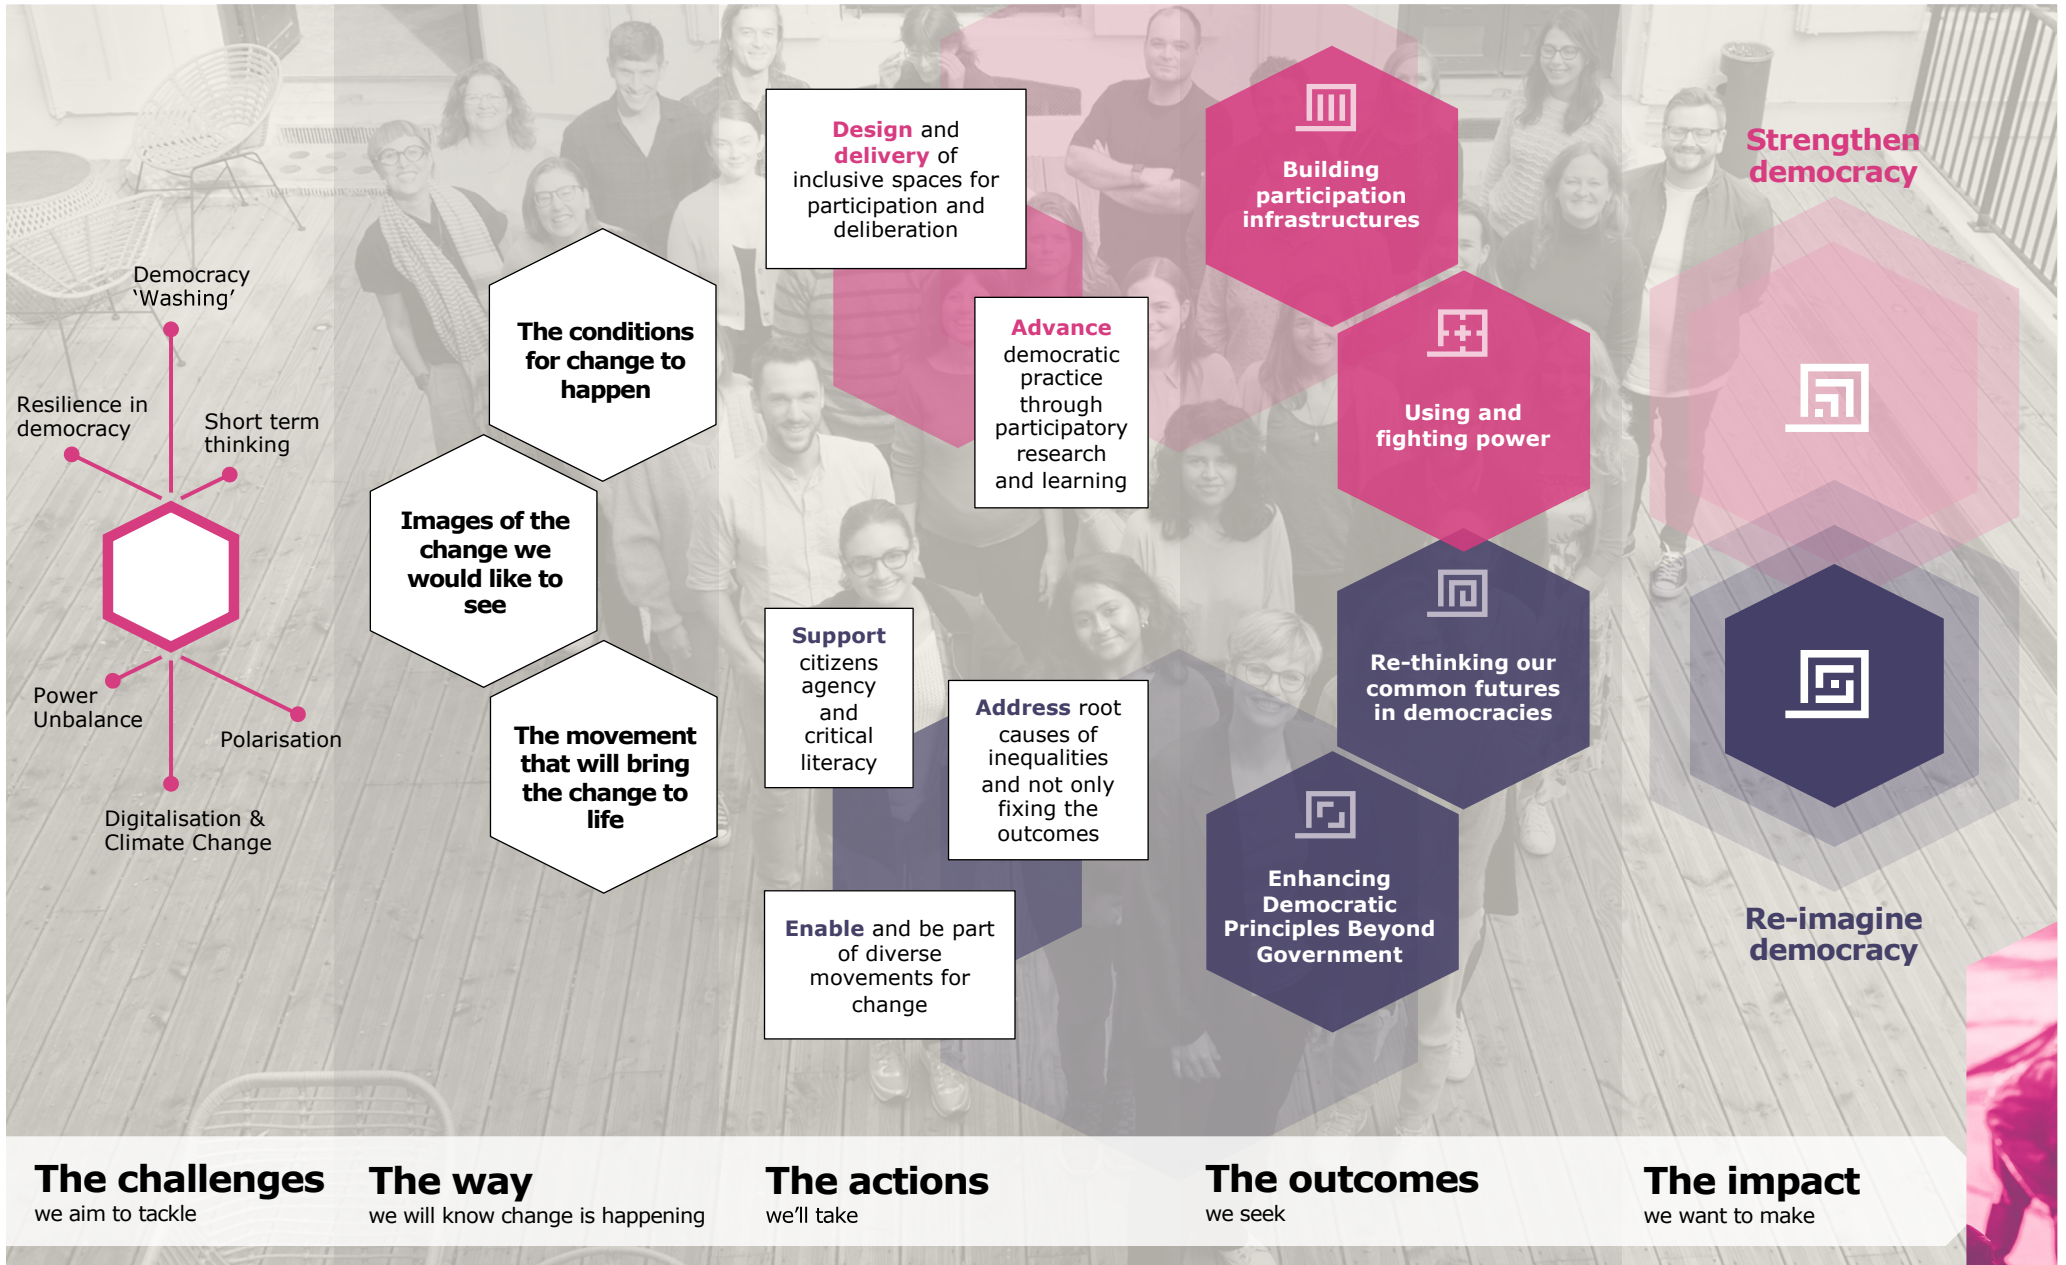 Democracy
‘Washing’
Resilience in
democracy
Short term
thinking
Power
Unbalance
Polarisation
Digitalisation &
Climate Change
The conditions
for change to
happen
Images of the
change we
would like to
see
The movement
that will bring
the change to
life
Design and
delivery of
inclusive spaces for
participation and
deliberation
Advance
democratic
practice
through
participatory
research
and learning
Support
citizens
agency
and
critical
literacy
Address root
causes of
inequalities
and not only
fixing the
outcomes
Enable and be part
of diverse
movements for
change
Building
participation
infrastructures
Using and
fighting power
Re-thinking our
common futures
in democracies
Enhancing
Democratic
Principles Beyond
Government
Strengthen
democracy
Re-imagine
democracy
The challenges
we aim to tackle
The way
we will know change is happening
The actions
we’ll take
The outcomes
we seek
The impact
we want to make